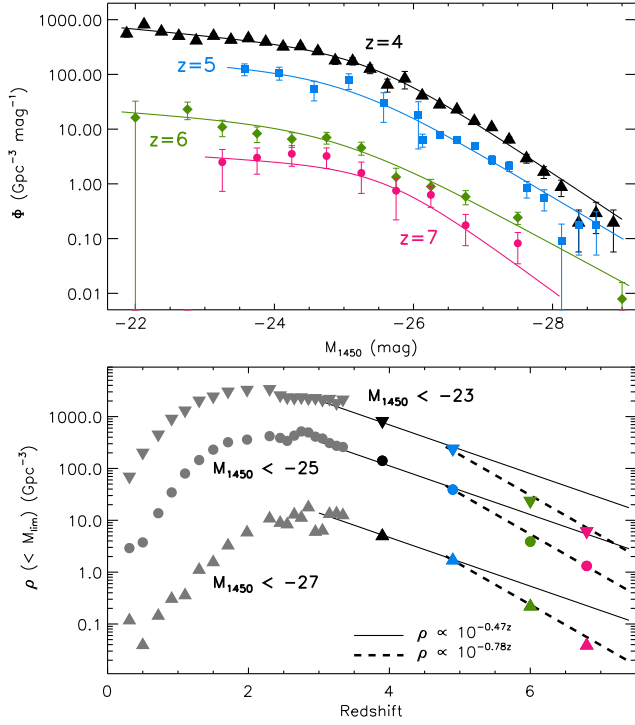 1000.00
100.00
10.00
1.00
0.10
0.01
Φ (Gpc⁻³ mag⁻¹)
z=4
z=5
z=6
z=7
-22 -24 -26 -28
M₁₄₅₀ (mag)
1000.0
100.0
10.0
1.0
0.1
ρ (< Mₗᵢₘ) (Gpc⁻³)
M₁₄₅₀ < -23
M₁₄₅₀ < -25
M₁₄₅₀ < -27
ρ ∝ 10⁻⁰·⁴⁷ᶻ
ρ ∝ 10⁻⁰·⁷⁸ᶻ
0 2 4 6
Redshift